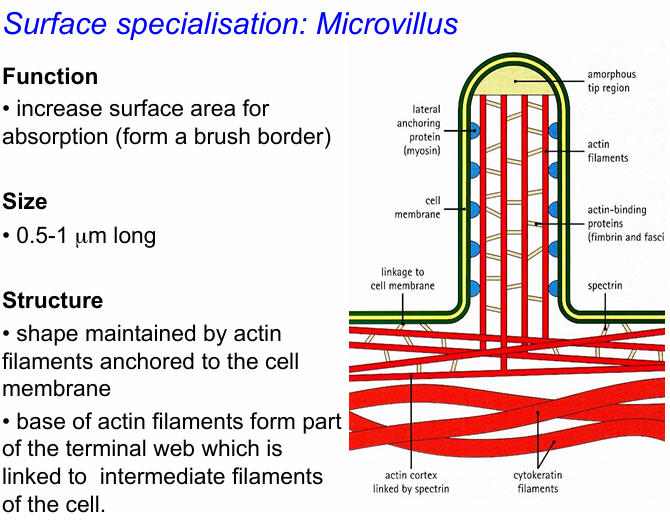 Surface specialisation: Microvillus
Function
• increase surface area for
absorption (form a brush border)
Size
• 0.5-1 μm long
Structure
• shape maintained by actin
filaments anchored to the cell
membrane
• base of actin filaments form part
of the terminal web which is
linked to  intermediate filaments
of the cell.
amorphous
tip region
lateral
anchoring
protein
(myosin)
actin
filaments
cell
membrane
actin-binding
proteins
(fimbrin and fasci
linkage to
cell membrane
spectrin
actin cortex
linked by spectrin
cytokeratin
filaments